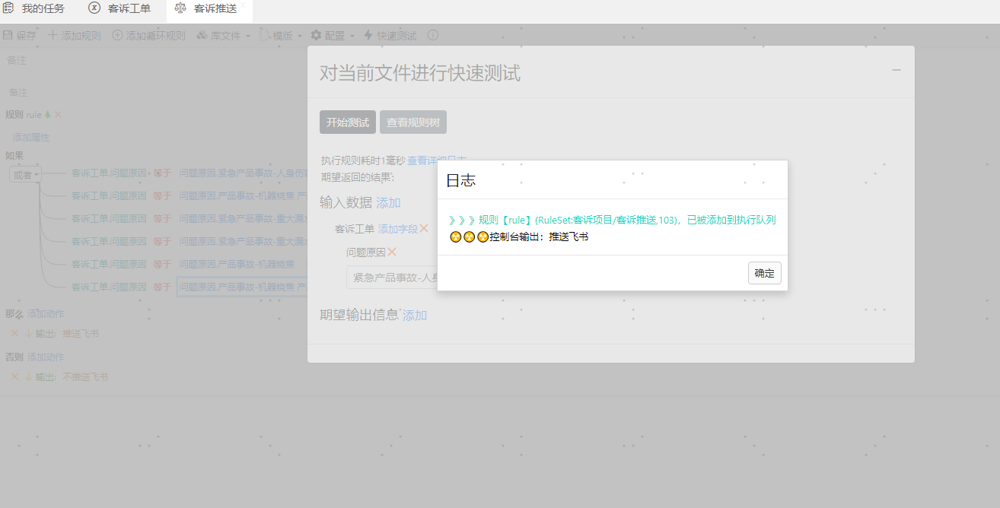 我的任务 客诉工单 客诉推送
保存 添加规则 添加循环规则 库文件 模版 配置 快速测试
备注
备注
规则 rule
添加属性
如果
或者
客诉工单.问题原因 等于 问题原因.紧急产品事故-人身伤害
客诉工单.问题原因 等于 问题原因.产品事故-机器烧焦 产
客诉工单.问题原因 等于 问题原因.紧急产品事故-重大漏水
客诉工单.问题原因 等于 问题原因.紧急产品事故-重大漏水
客诉工单.问题原因 等于 问题原因.产品事故-机器烧焦
客诉工单.问题原因 等于 问题原因.产品事故-机器烧焦 产
那么 添加动作
输出: 推送飞书
否则 添加动作
输出: 不推送飞书
对当前文件进行快速测试
开始测试 查看规则树
执行规则耗时1毫秒 查看详细日志
期望返回的结果:
输入数据 添加
客诉工单 添加字段
问题原因
紧急产品事故-人身
期望输出信息 添加
日志
》》》规则【rule】(RuleSet:客诉项目/客诉推送,103)，已被添加到执行队列
☢☢☢控制台输出：推送飞书
确定